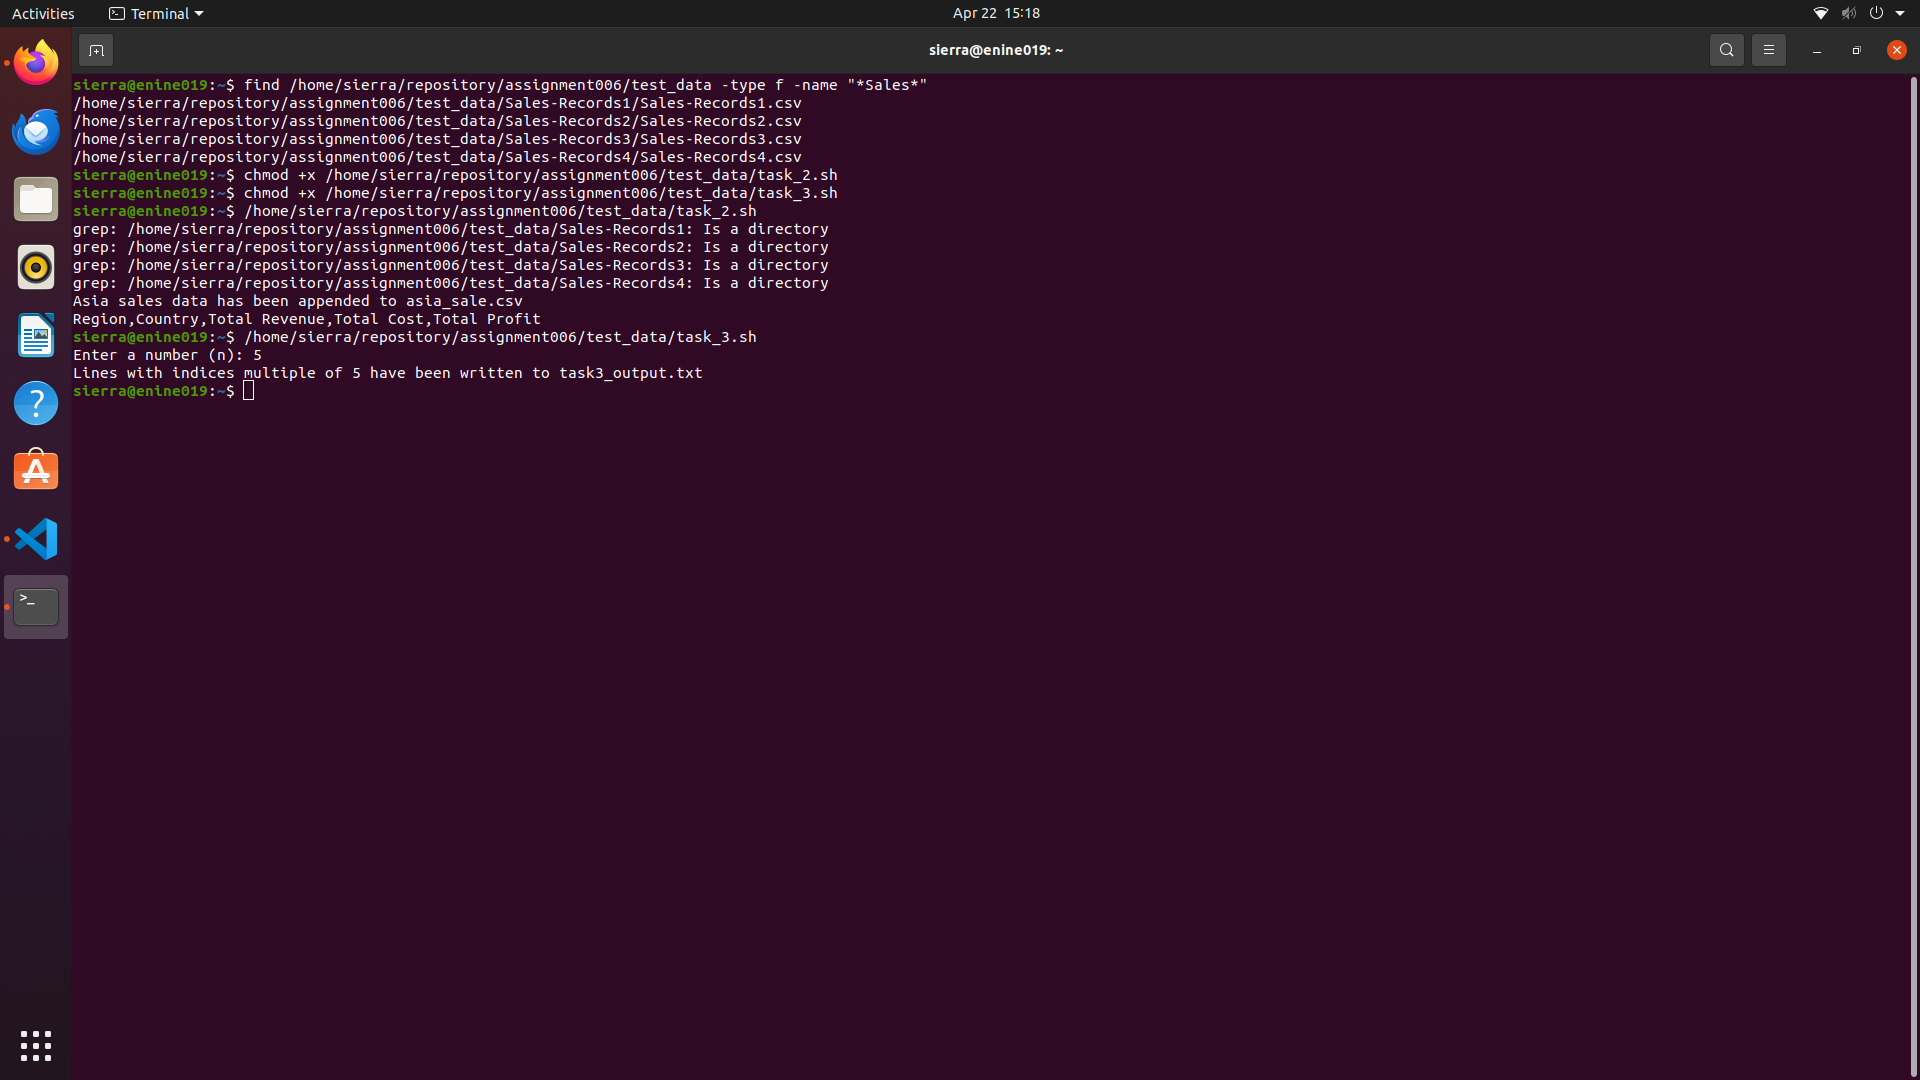 Activities
Terminal
Apr 22 15:18
sierra@enine019: ~
sierra@enine019:~$ find /home/sierra/repository/assignment006/test_data -type f -name "*Sales*"
/home/sierra/repository/assignment006/test_data/Sales-Records1/Sales-Records1.csv
/home/sierra/repository/assignment006/test_data/Sales-Records2/Sales-Records2.csv
/home/sierra/repository/assignment006/test_data/Sales-Records3/Sales-Records3.csv
/home/sierra/repository/assignment006/test_data/Sales-Records4/Sales-Records4.csv
sierra@enine019:~$ chmod +x /home/sierra/repository/assignment006/test_data/task_2.sh
sierra@enine019:~$ chmod +x /home/sierra/repository/assignment006/test_data/task_3.sh
sierra@enine019:~$ /home/sierra/repository/assignment006/test_data/task_2.sh
grep: /home/sierra/repository/assignment006/test_data/Sales-Records1: Is a directory
grep: /home/sierra/repository/assignment006/test_data/Sales-Records2: Is a directory
grep: /home/sierra/repository/assignment006/test_data/Sales-Records3: Is a directory
grep: /home/sierra/repository/assignment006/test_data/Sales-Records4: Is a directory
Asia sales data has been appended to asia_sale.csv
Region,Country,Total Revenue,Total Cost,Total Profit
sierra@enine019:~$ /home/sierra/repository/assignment006/test_data/task_3.sh
Enter a number (n): 5
Lines with indices multiple of 5 have been written to task3_output.txt
sierra@enine019:~$